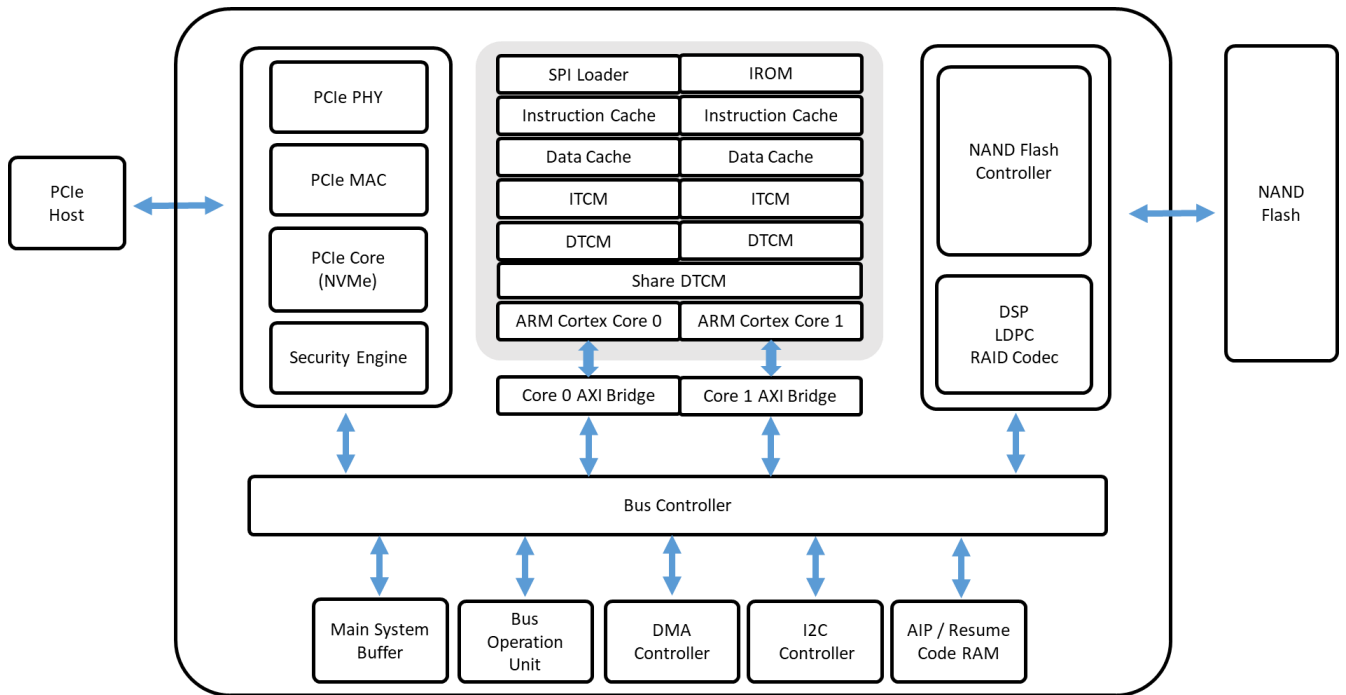 PCIe
Host
PCIe PHY
PCIe MAC
PCIe Core
(NVMe)
Security Engine
SPI Loader
IROM
Instruction Cache
Instruction Cache
Data Cache
Data Cache
ITCM
ITCM
DTCM
DTCM
Share DTCM
ARM Cortex Core 0
ARM Cortex Core 1
Core 0 AXI Bridge
Core 1 AXI Bridge
NAND Flash
Controller
DSP
LDPC
RAID Codec
NAND
Flash
Bus Controller
Main System
Buffer
Bus
Operation
Unit
DMA
Controller
I2C
Controller
AIP / Resume
Code RAM